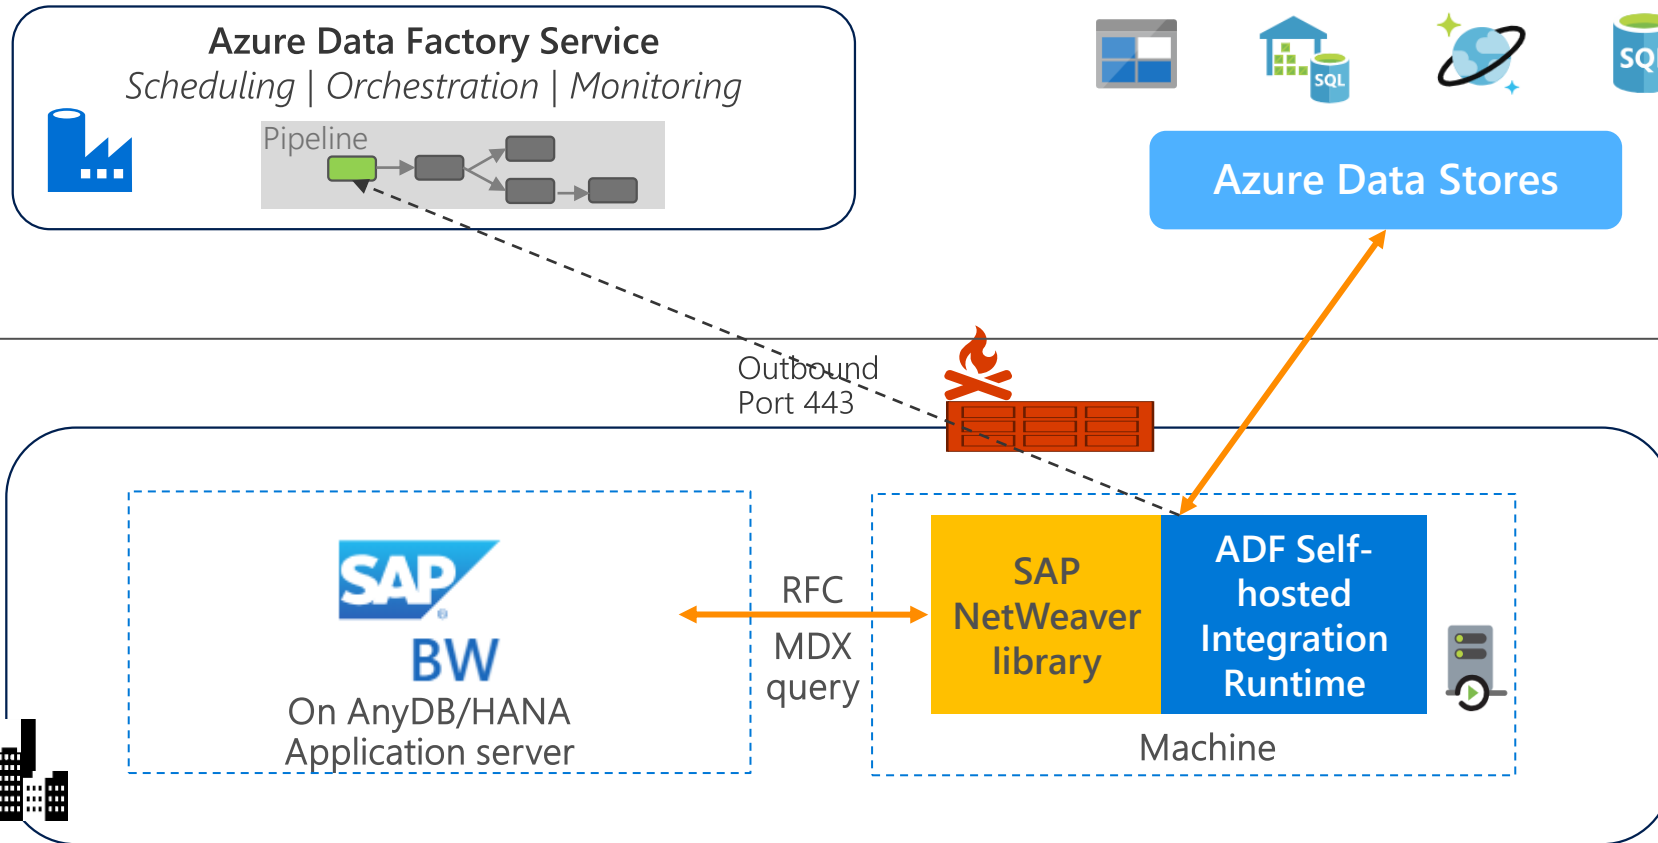 Azure Data Factory Service
Scheduling | Orchestration | Monitoring
Pipeline
SQL
Azure Data Stores
Outbound
Port 443
SAP
®
BW
On AnyDB/HANA
Application server
RFC
MDX
query
SAP
NetWeaver
library
ADF Self-
hosted
Integration
Runtime
Machine